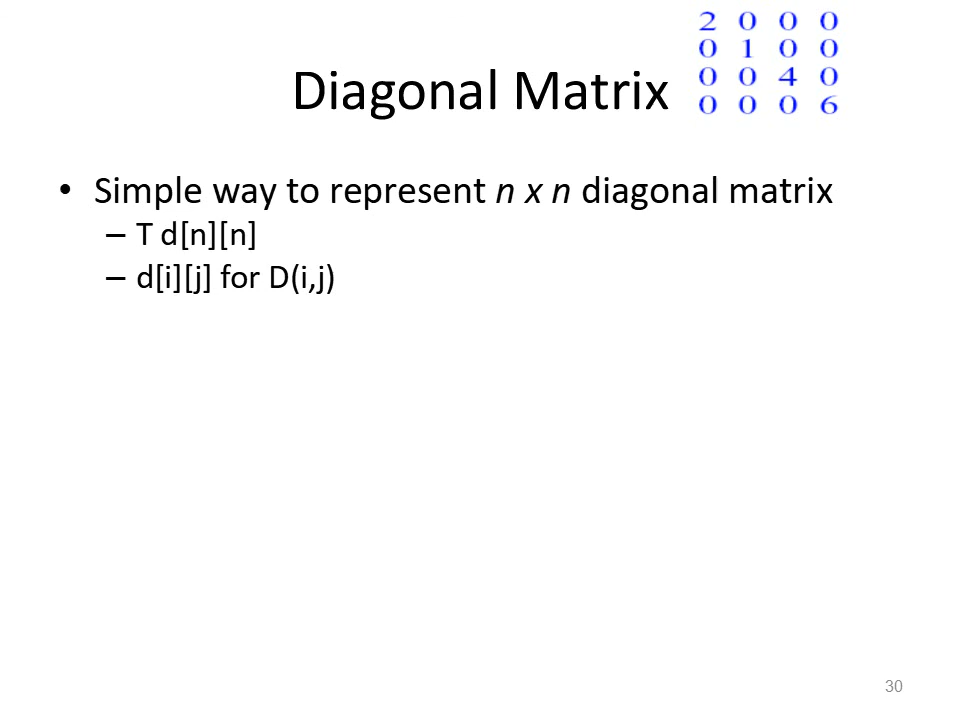 2 0 0 0
0 1 0 0
0 0 4 0
0 0 0 6
Diagonal Matrix
• Simple way to represent n x n diagonal matrix
– T d[n][n]
– d[i][j] for D(i,j)
30